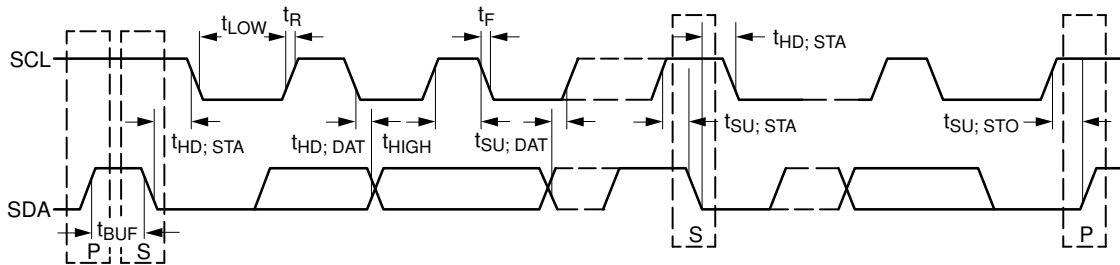 tLOW tR tF tHD; STA
SCL
tHD; STA tHD; DAT tHIGH tSU; DAT tSU; STA tSU; STO
SDA
tBUF
P S S P